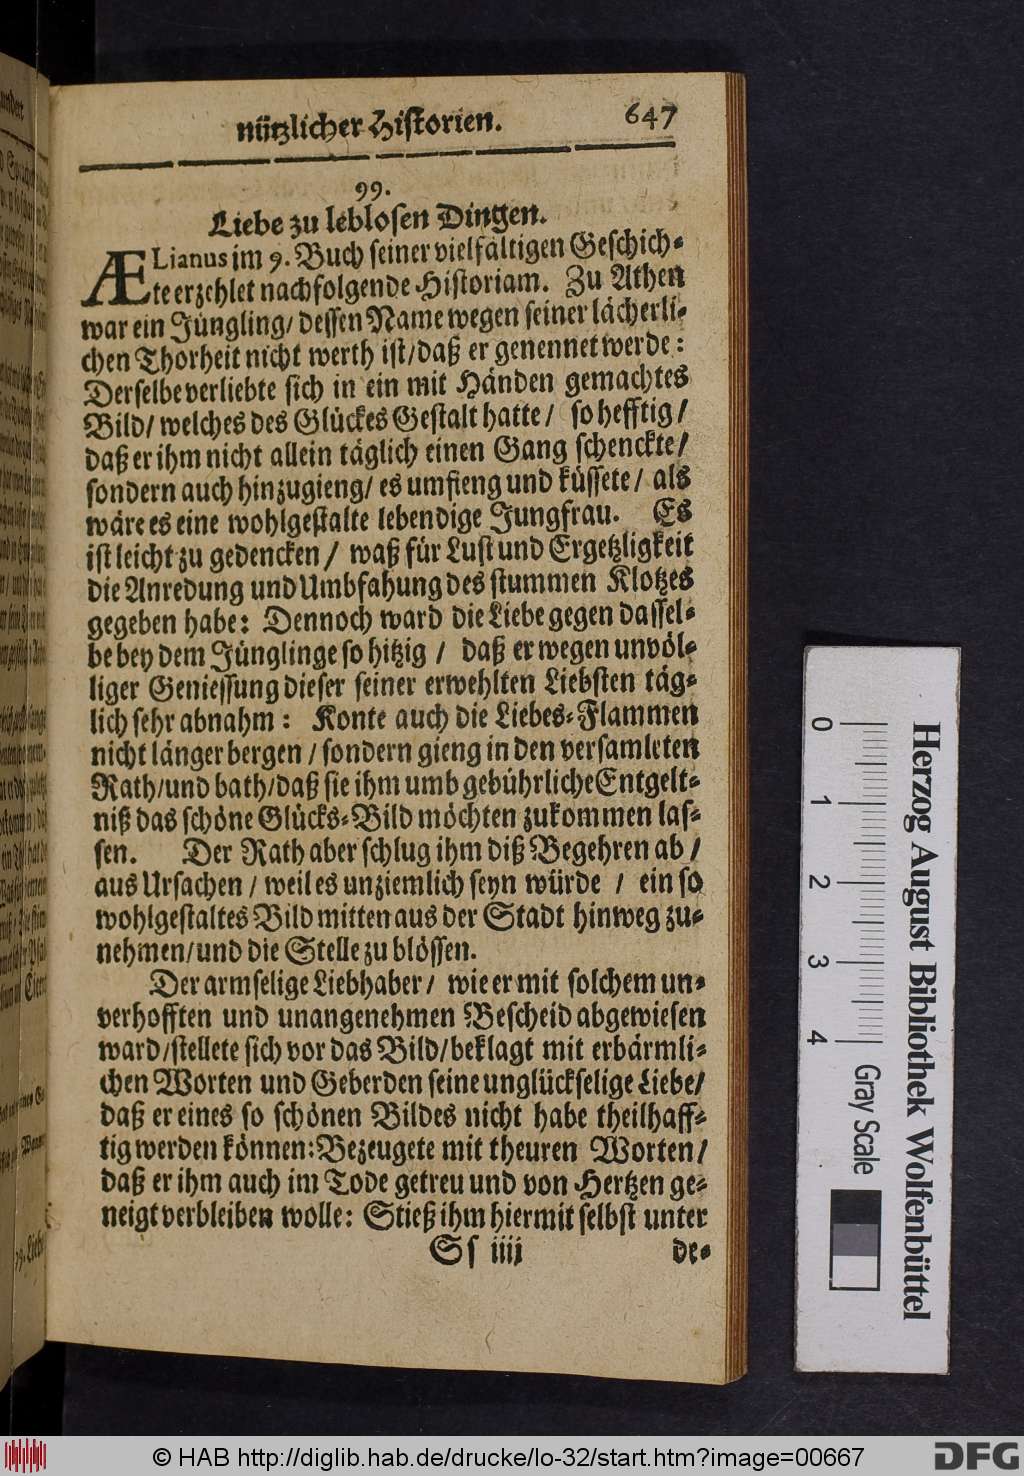 nützlicher Historien. 647
99.
Liebe zu leblosen Dingen.
ÆLianus im 9. Buch seiner vielfältigen Geschich-
te erzehlet nachfolgende Historiam. Zu Athen
war ein Jüngling/ dessen Name wegen seiner lächerli-
chen Thorheit nicht werth ist/daß er genennet werde:
Derselbe verliebte sich in ein mit Händen gemachtes
Bild/ welches des Glückes Gestalt hatte/ so hefftig/
daß er ihm nicht allein täglich einen Gang schenckte/
sondern auch hinzugieng/ es umfieng und küssete/ als
wäre es eine wohlgestalte lebendige Jungfrau. Es
ist leicht zu gedencken/ waß für Lust und Ergetzligkeit
die Anredung und Umbfahung des stummen Klotzes
gegeben habe: Dennoch ward die Liebe gegen dassel-
be bey dem Jünglinge so hitzig / daß er wegen unvöl-
liger Geniessung dieser seiner erwehlten Liebsten täg-
lich sehr abnahm: Konte auch die Liebes-Flammen
nicht länger bergen / sondern gieng in den versamleten
Rath/und bath/daß sie ihm umb gebührliche Entgelt-
niß das schöne Glücks-Bild möchten zukommen las-
sen. Der Rath aber schlug ihm diß Begehren ab/
aus Ursachen / weil es unziemlich seyn würde / ein so
wohlgestaltes Bild mitten aus der Stadt hinweg zu-
nehmen/und die Stelle zu blössen.
Der armselige Liebhaber/ wie er mit solchem un-
verhofften und unangenehmen Bescheid abgewiesen
ward/stellete sich vor das Bild/beklagt mit erbärmli-
chen Worten und Geberden seine unglückselige Liebe/
daß er eines so schönen Bildes nicht habe theilhaff-
tig werden können: Bezeugete mit theuren Worten/
daß er ihm auch im Tode getreu und von Hertzen ge-
neigt verbleiben wolle: Stieß ihm hiermit selbst unter
Ss iiij de-
0 1 2 3 4
Gray Scale
Herzog August Bibliothek Wolfenbüttel
© HAB http://diglib.hab.de/drucke/lo-32/start.htm?image=00667
DFG